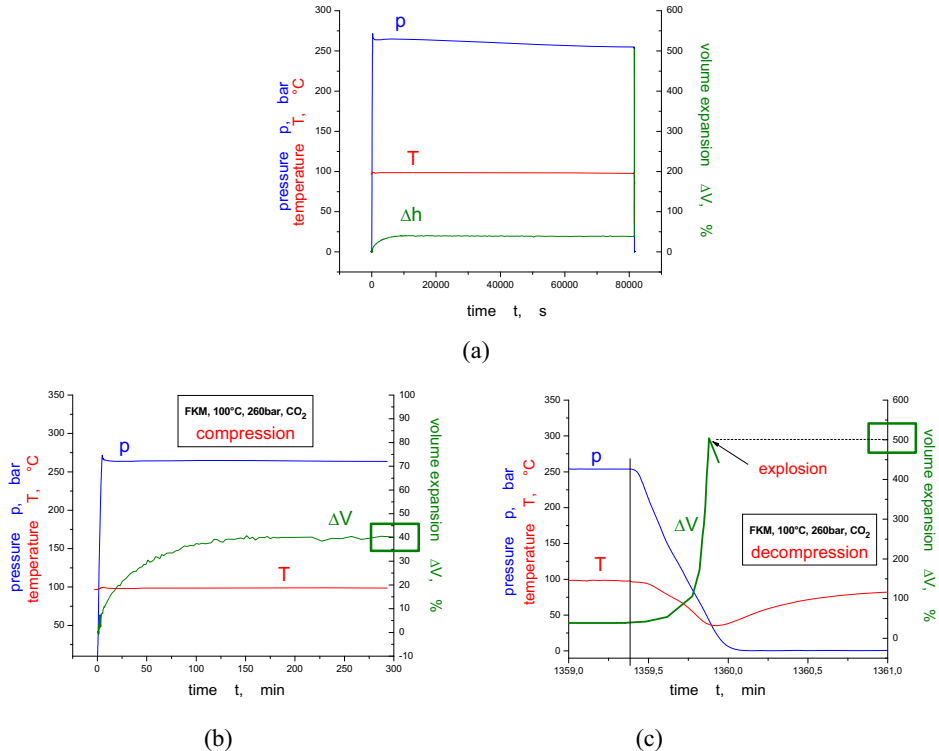 300
250
200
150
100
50
0
pressure p, bar
temperature T, °C
p
T
Δh
600
500
400
300
200
100
0
volume expansion ΔV, %
0 20000 40000 60000 80000
time t, s
(a)
350
300
250
200
150
100
50
pressure p, bar
temperature T, °C
FKM, 100°C, 260bar, CO₂
compression
p
ΔV
T
100
90
80
70
60
50
40
30
20
10
0
-10
volume expansion ΔV, %
0 50 100 150 200 250 300
time t, min
(b)
350
300
250
200
150
100
50
0
pressure p, bar
temperature T, °C
p
explosion
ΔV
FKM, 100°C, 260bar, CO₂
decompression
T
600
500
400
300
200
100
0
volume expansion ΔV, %
1359,0 1359,5 1360,0 1360,5 1361,0
time t, min
(c)